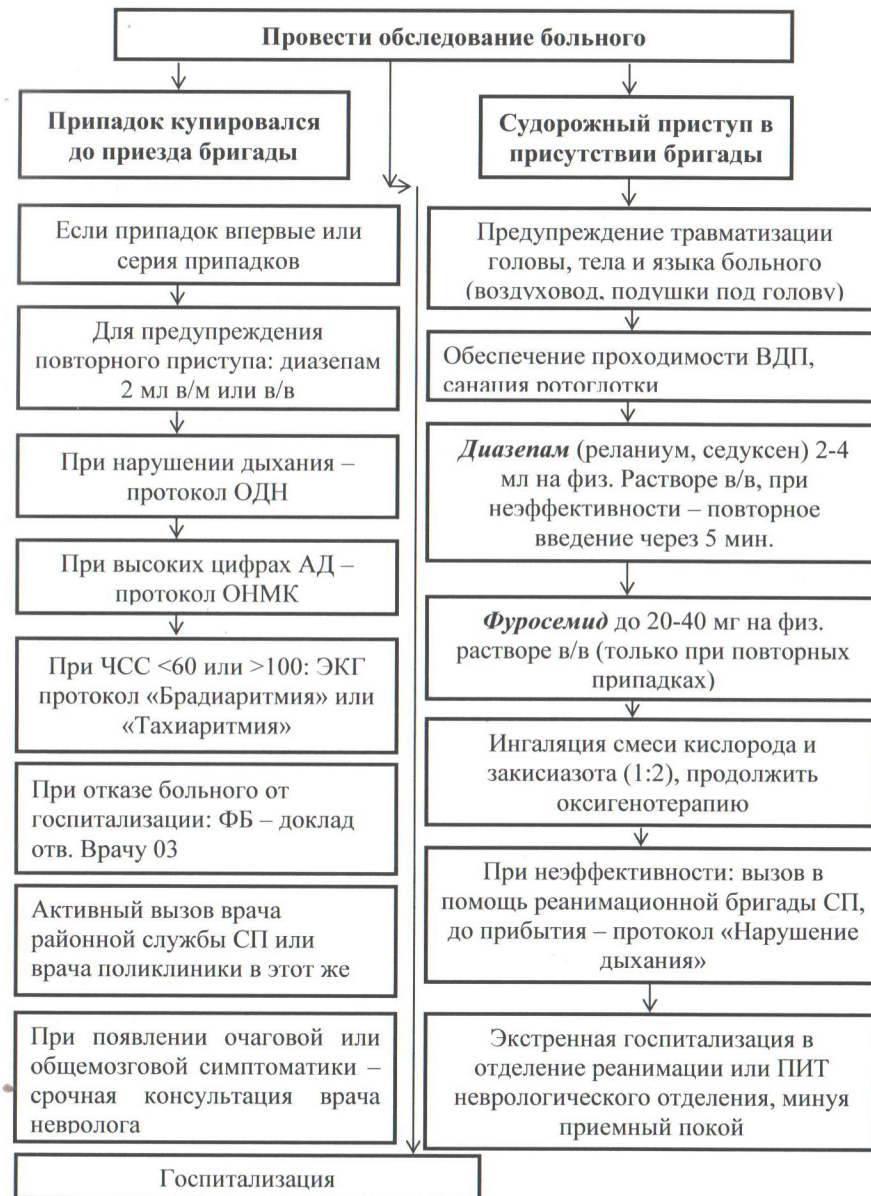 Провести обследование больного
Припадок купировался
до приезда бригады
Если припадок впервые или
серия припадков
Для предупреждения
повторного приступа: диазепам
2 мл в/м или в/в
При нарушении дыхания –
протокол ОДН
При высоких цифрах АД –
протокол ОНМК
При ЧСС <60 или >100: ЭКГ
протокол «Брадиаритмия» или
«Тахиаритмия»
При отказе больного от
госпитализации: ФБ – доклад
отв. Врачу 03
Активный вызов врача
районной службы СП или
врача поликлиники в этот же
При появлении очаговой или
общемозговой симптоматики –
срочная консультация врача
невролога
Судорожный приступ в
присутствии бригады
Предупреждение травматизации
головы, тела и языка больного
(воздуховод, подушки под голову)
Обеспечение проходимости ВДП,
санация ротоглотки
Диазепам (реланиум, седуксен) 2-4
мл на физ. Растворе в/в, при
неэффективности – повторное
введение через 5 мин.
Фуросемид до 20-40 мг на физ.
растворе в/в (только при повторных
припадках)
Ингаляция смеси кислорода и
закисиазота (1:2), продолжить
оксигенотерапию
При неэффективности: вызов в
помощь реанимационной бригады СП,
до прибытия – протокол «Нарушение
дыхания»
Экстренная госпитализация в
отделение реанимации или ПИТ
неврологического отделения, минуя
приемный покой
Госпитализация